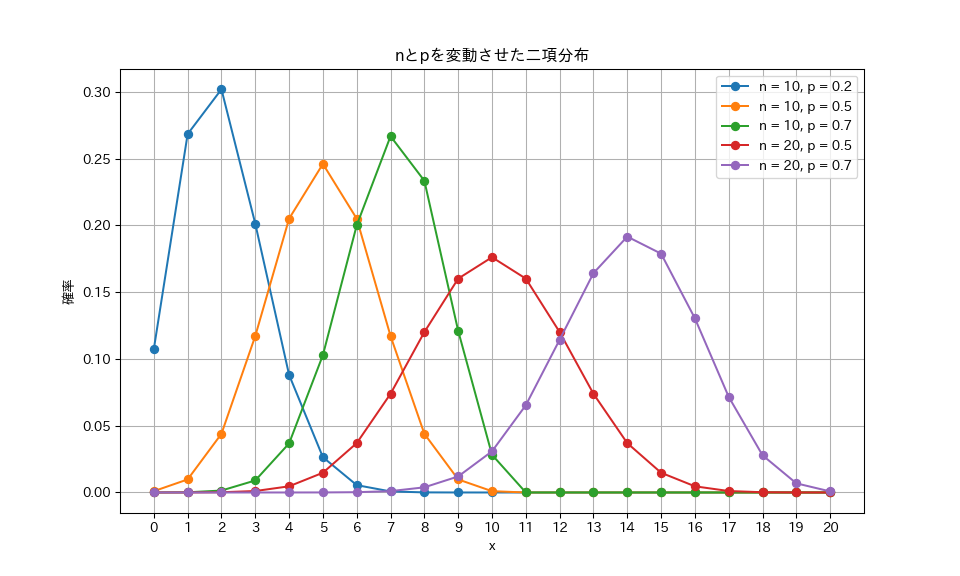 nとpを変動させた二項分布
n = 10, p = 0.2
n = 10, p = 0.5
n = 10, p = 0.7
n = 20, p = 0.5
n = 20, p = 0.7
確率
0.30
0.25
0.20
0.15
0.10
0.05
0.00
0 1 2 3 4 5 6 7 8 9 10 11 12 13 14 15 16 17 18 19 20
x